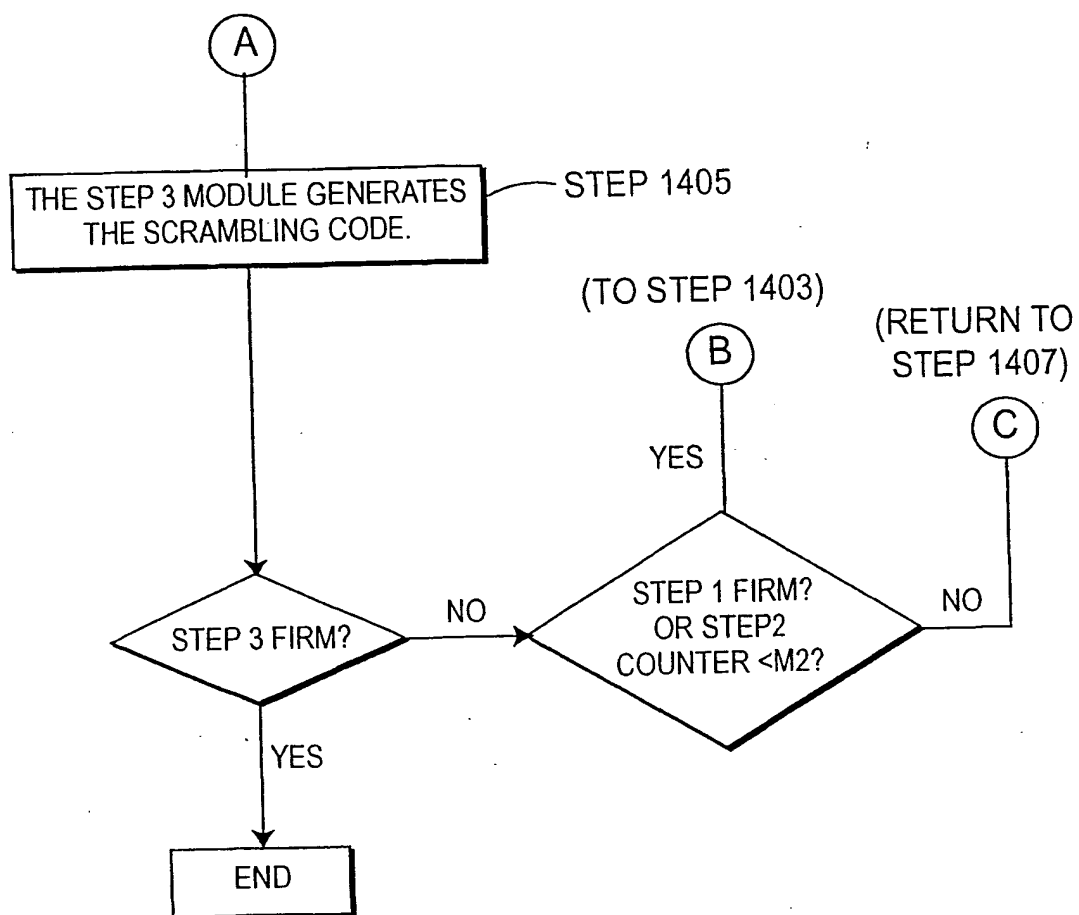 A
THE STEP 3 MODULE GENERATES
THE SCRAMBLING CODE.
STEP 1405
(TO STEP 1403)
B
(RETURN TO
STEP 1407)
C
YES
STEP 3 FIRM?
NO
STEP 1 FIRM?
OR STEP2
COUNTER <M2?
NO
YES
END